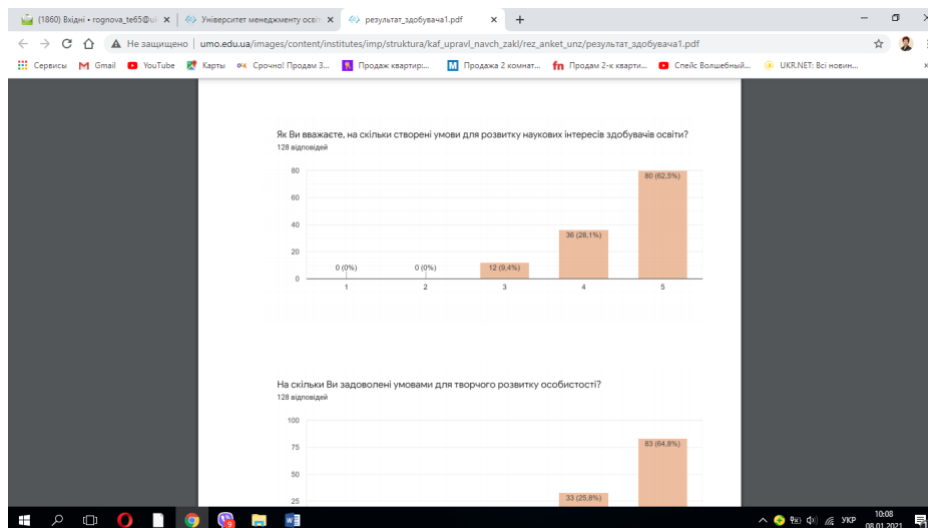 (1860) Вхідні • rognova_te65@u
Університет менеджменту осві
результат_здобувача1.pdf
Не защищено | umo.edu.ua/images/content/institutes/imp/struktura/kaf_upravl_navch_zakl/rez_anket_unz/результат_здобувача1.pdf
Сервисы Gmail YouTube Карты Срочно! Продам 3... Продаж квартир:... Продажа 2 комнат... Продам 2-к кварти... Спейс Волшебный... UKR.NET: Всі новин...
Як Ви вважаєте, на скільки створені умови для розвитку наукових інтересів здобувачів освіти?
128 відповідей
80
60
40
20
0
0 (0%)
0 (0%)
12 (9,4%)
36 (28,1%)
80 (62,5%)
1 2 3 4 5
На скільки Ви задоволені умовами для творчого розвитку особистості?
128 відповідей
100
75
50
25
33 (25,8%)
83 (64,8%)
УКР
10:08
08.01.2021